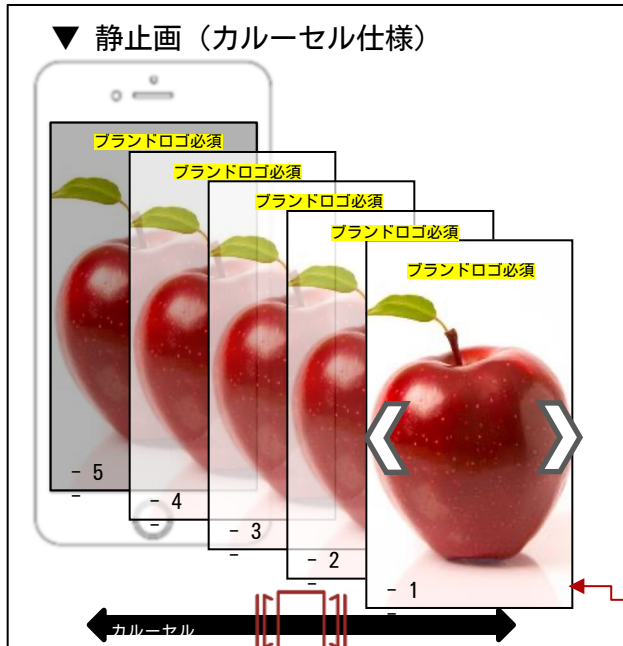 ▼ 静止画（カルーセル仕様）
ブランドロゴ必須
ブランドロゴ必須
ブランドロゴ必須
ブランドロゴ必須
ブランドロゴ必須
- 5
-
- 4
-
- 3
-
- 2
-
- 1
-
カルーセル